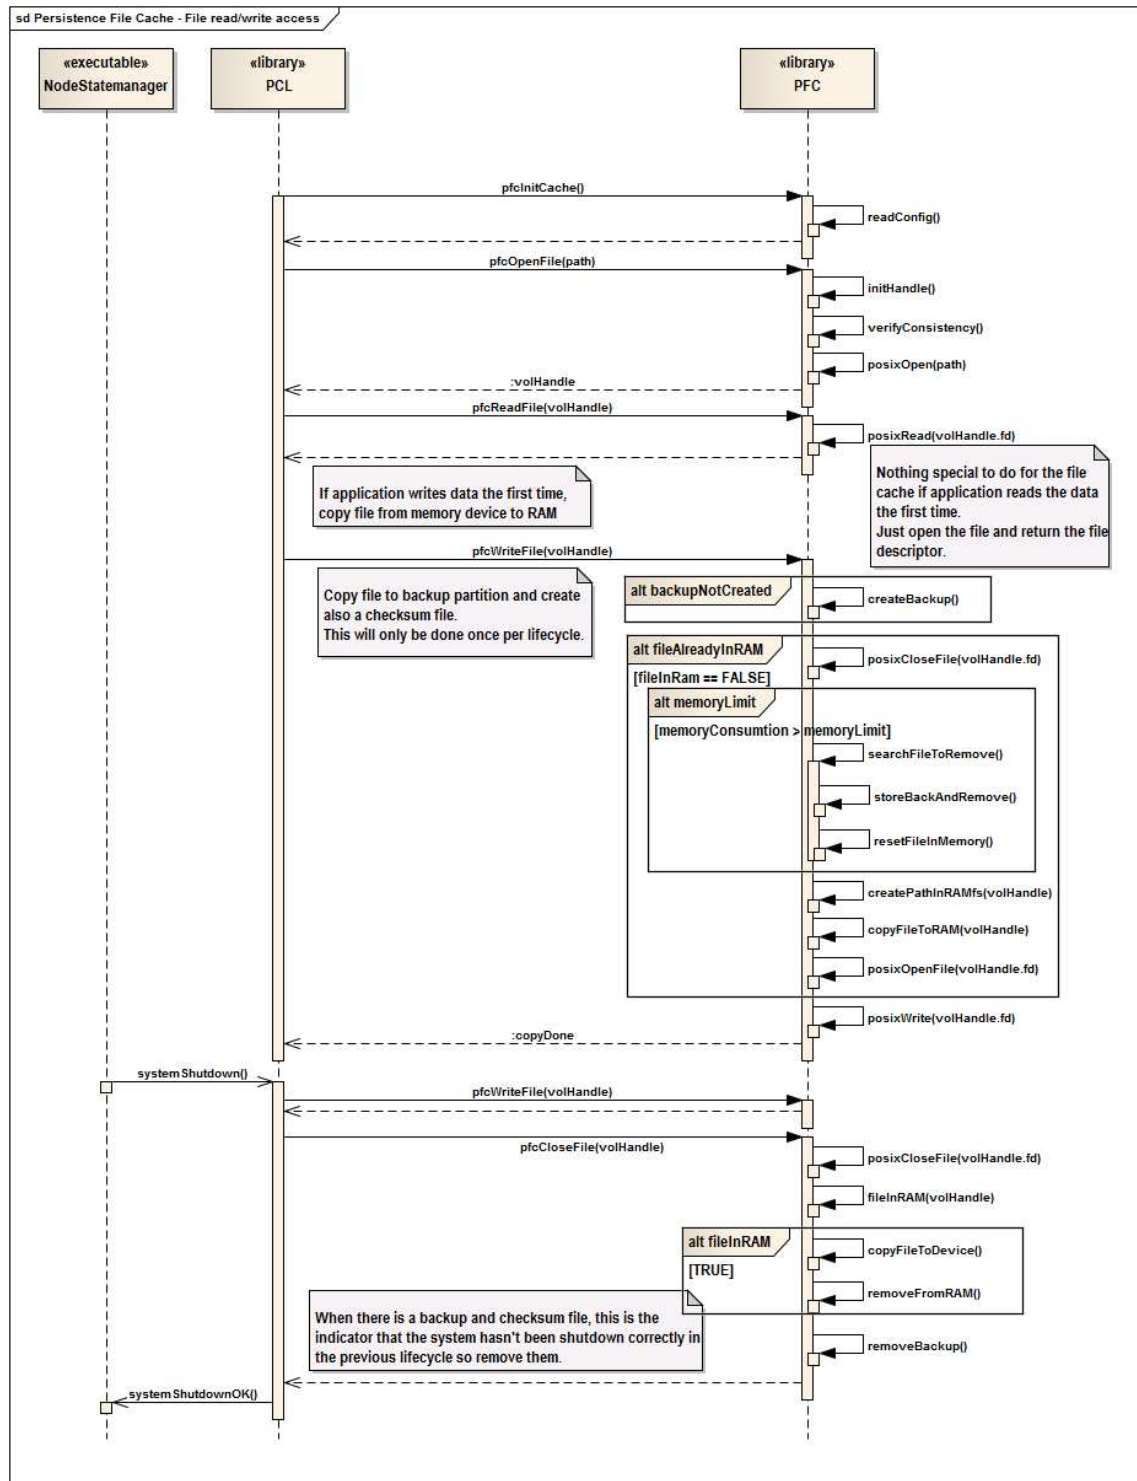 sd Persistence File Cache - File read/write access
«executable»
NodeStatemanager
«library»
PCL
«library»
PFC
pfcInitCache()
readConfig()
pfcOpenFile(path)
initHandle()
verifyConsistency()
posixOpen(path)
:volHandle
pfcReadFile(volHandle)
posixRead(volHandle.fd)
Nothing special to do for the file
cache if application reads the data
the first time.
Just open the file and return the file
descriptor.
If application writes data the first time,
copy file from memory device to RAM
pfcWriteFile(volHandle)
Copy file to backup partition and create
also a checksum file.
This will only be done once per lifecycle.
alt backupNotCreated
createBackup()
alt fileAlreadyInRAM
[fileInRam == FALSE]
posixCloseFile(volHandle.fd)
alt memoryLimit
[memoryConsumtion > memoryLimit]
searchFileToRemove()
storeBackAndRemove()
resetFileInMemory()
createPathInRAMfs(volHandle)
copyFileToRAM(volHandle)
posixOpenFile(volHandle.fd)
posixWrite(volHandle.fd)
:copyDone
systemShutdown()
pfcWriteFile(volHandle)
pfcCloseFile(volHandle)
posixCloseFile(volHandle.fd)
fileInRAM(volHandle)
alt fileInRAM
[TRUE]
copyFileToDevice()
removeFromRAM()
When there is a backup and checksum file, this is the
indicator that the system hasn't been shutdown correctly in
the previous lifecycle so remove them.
removeBackup()
systemShutdownOK()